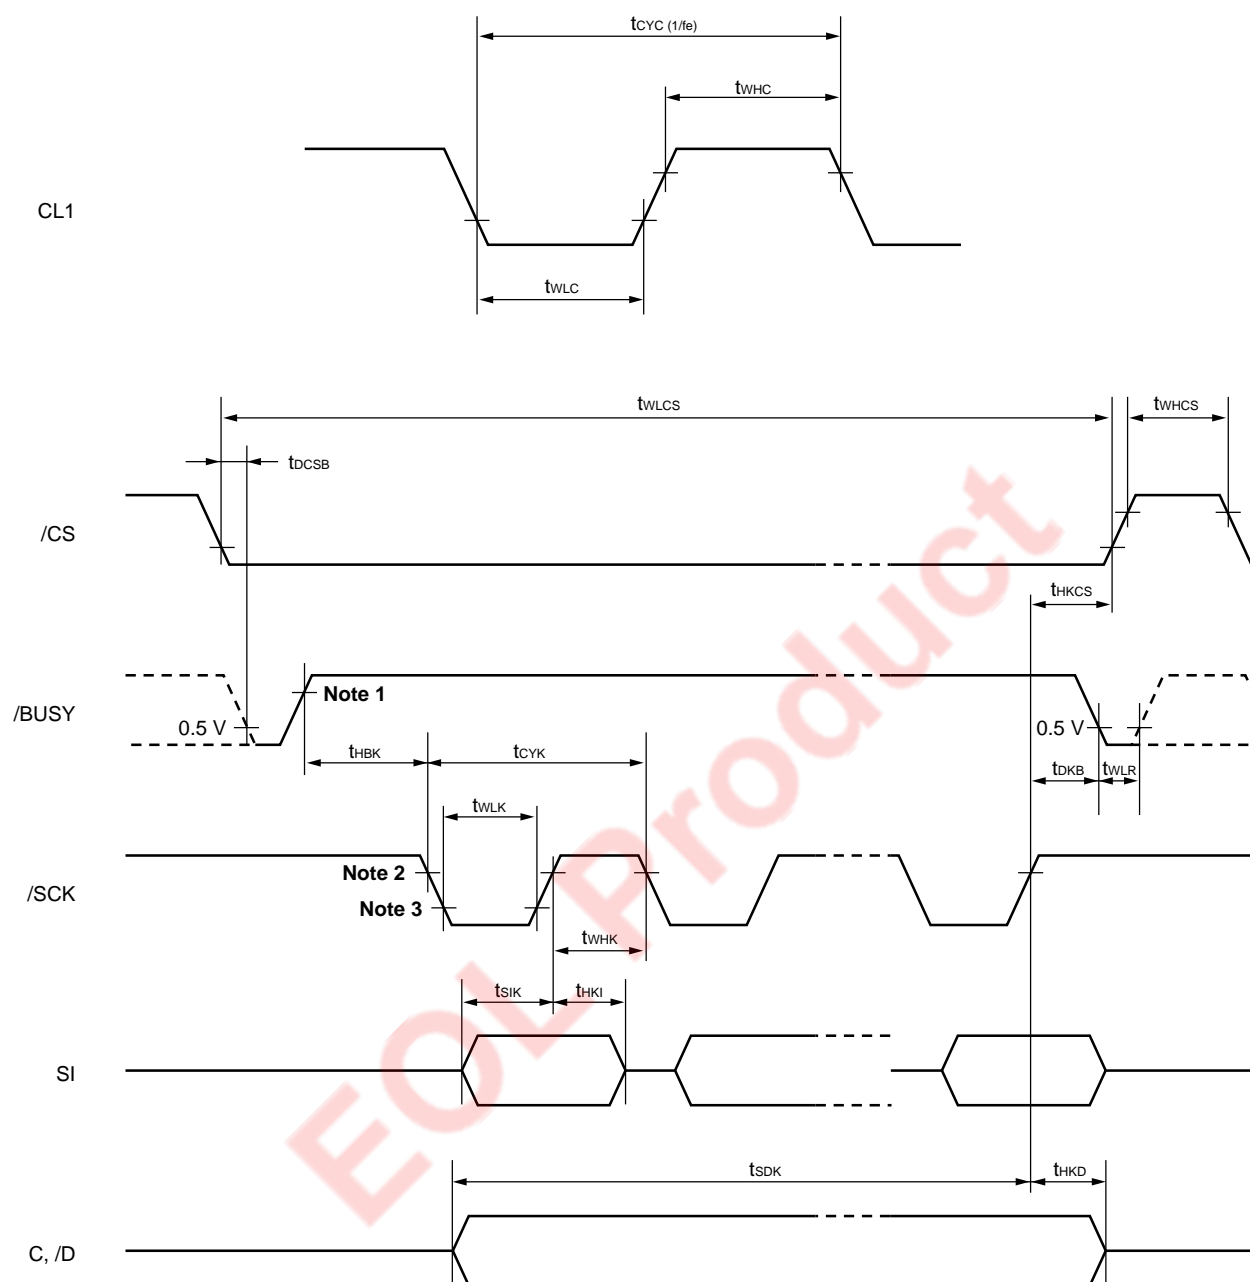 tCYC (1/fe)
tWHC
CL1
tWLC
tWLCS
tWHCS
tDCSB
/CS
tHKCS
Note 1
/BUSY
0.5 V
0.5 V
tHBK
tCYK
tDKB
tWLR
tWLK
Note 2
/SCK
Note 3
tWHK
tSIK
tHKI
SI
tSDK
tHKD
C, /D
EOL Product